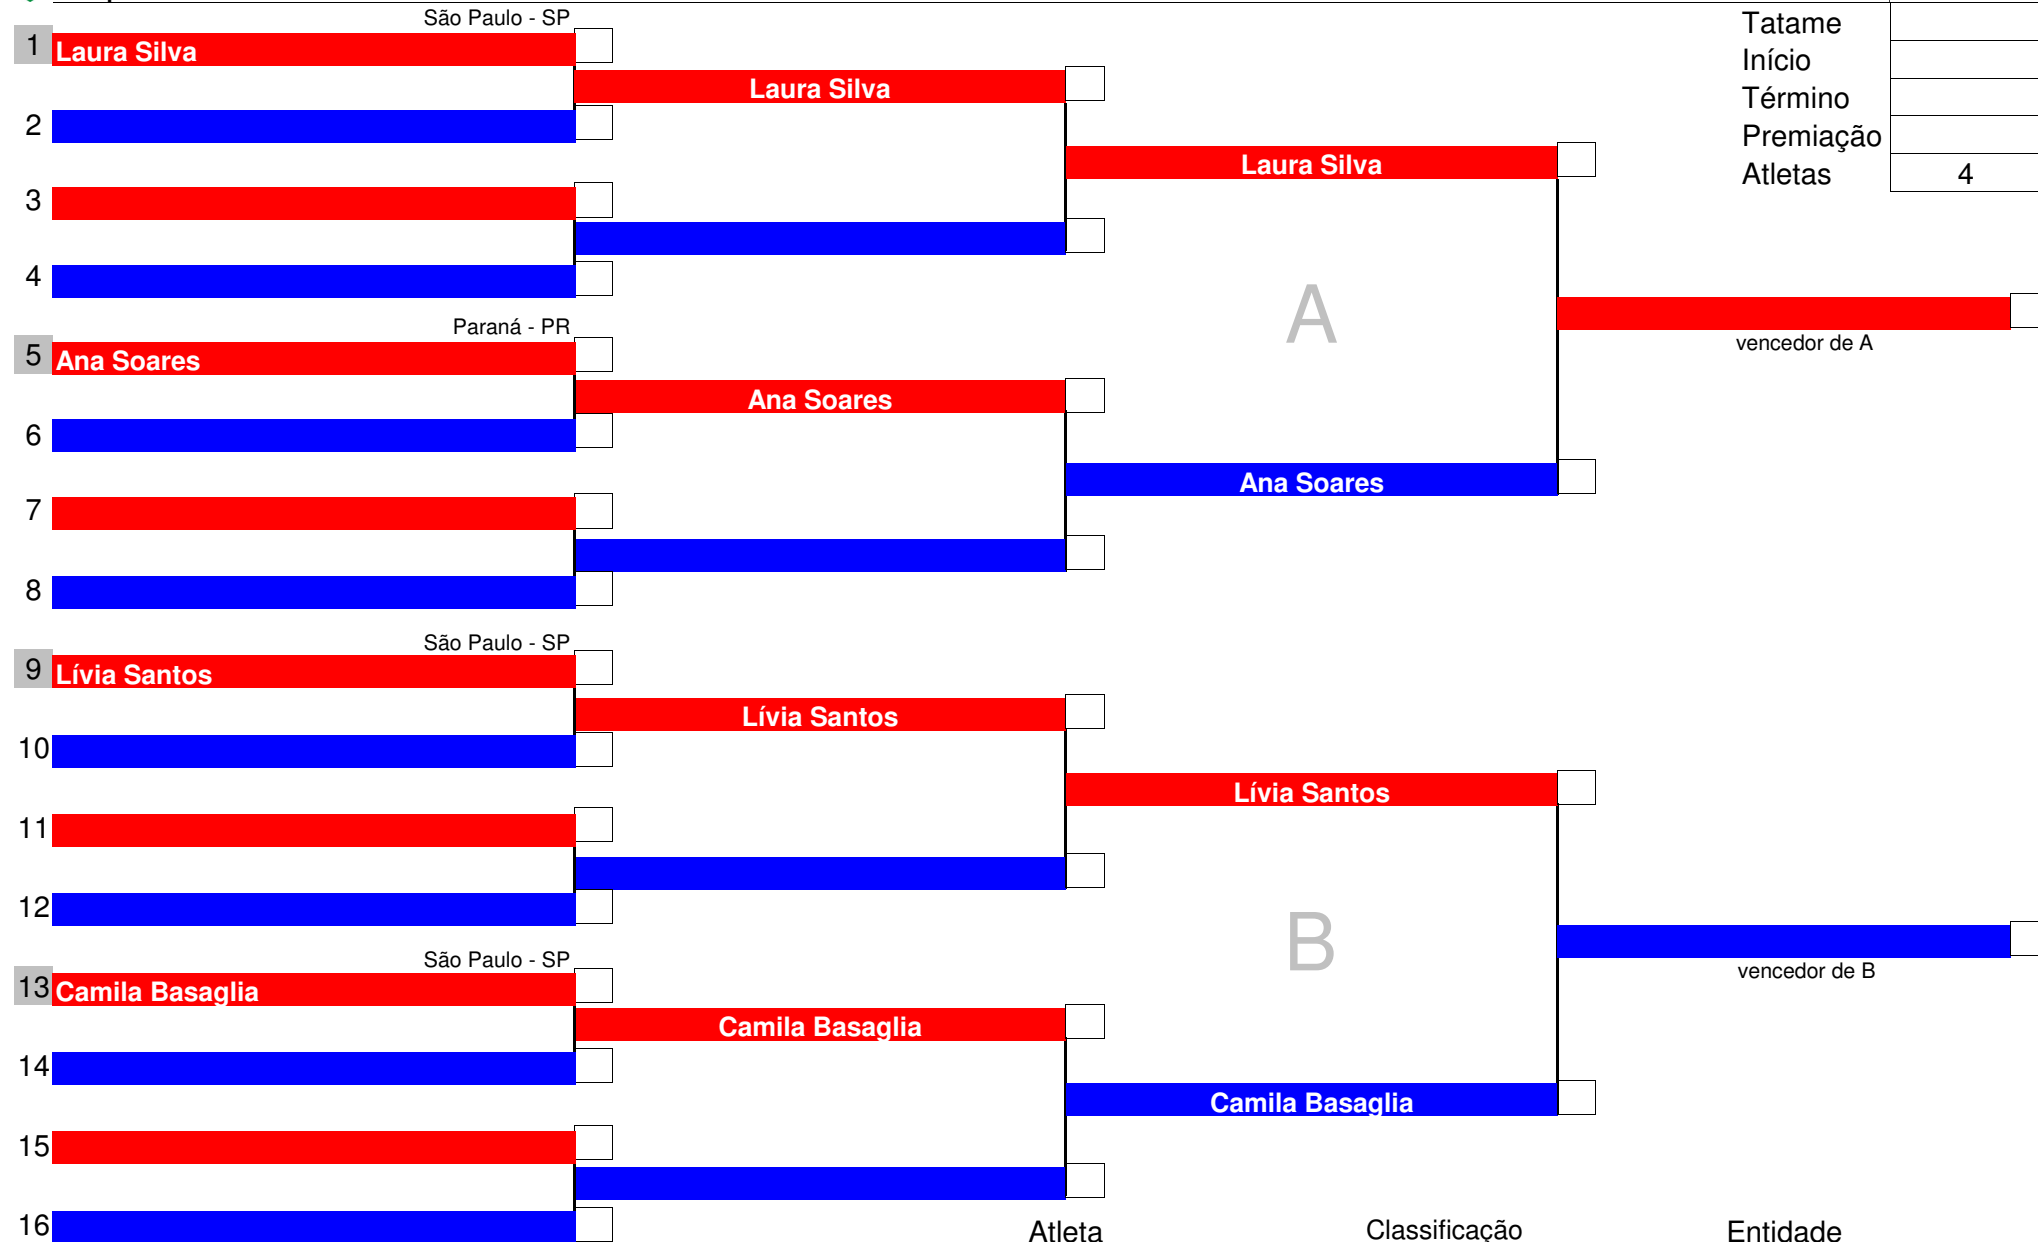 São Paulo - SP
Tatame
1 Laura Silva
Início
Laura Silva
Término
2
Premiação
Laura Silva
Atletas 4
3
4
A
Paraná - PR
vencedor de A
5 Ana Soares
Ana Soares
6
Ana Soares
7
8
São Paulo - SP
9 Lívia Santos
Lívia Santos
10
Lívia Santos
11
12
B
São Paulo - SP
vencedor de B
13 Camila Basaglia
Camila Basaglia
14
Camila Basaglia
15
16
Atleta Classificação Entidade